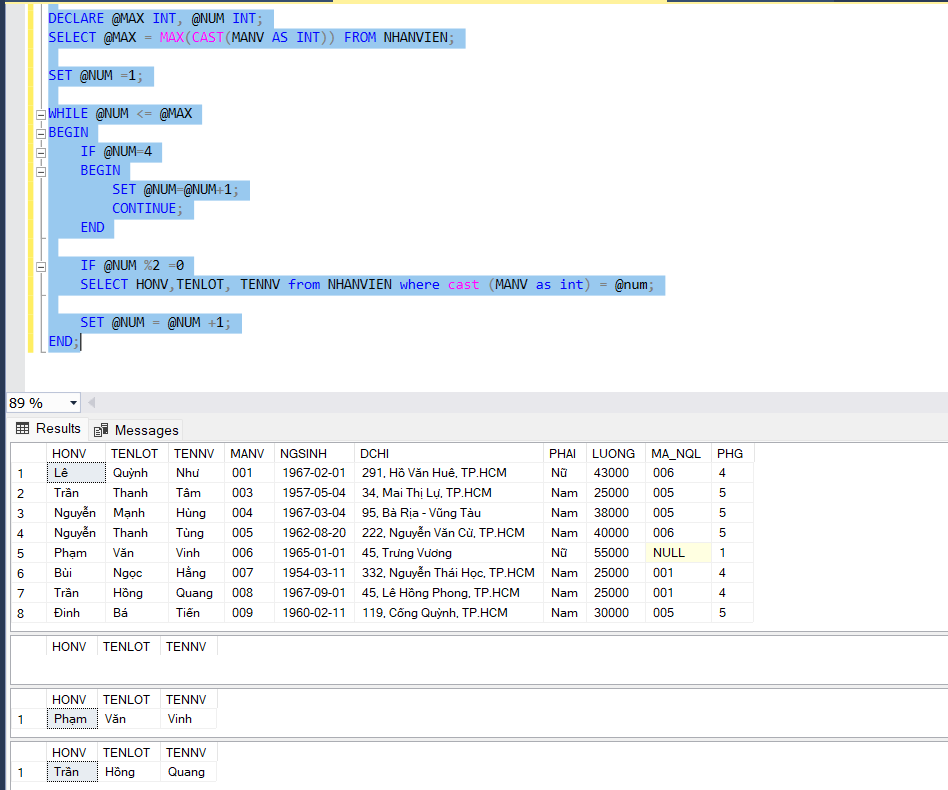 DECLARE @MAX INT, @NUM INT;
SELECT @MAX = MAX(CAST(MANV AS INT)) FROM NHANVIEN;
SET @NUM =1;
WHILE @NUM <= @MAX
BEGIN
IF @NUM=4
BEGIN
SET @NUM=@NUM+1;
CONTINUE;
END
IF @NUM %2 =0
SELECT HONV,TENLOT, TENNV from NHANVIEN where cast (MANV as int) = @num;
SET @NUM = @NUM +1;
END;
89 %
Results Messages
HONV TENLOT TENNV MANV NGSINH DCHI PHAI LUONG MA_NQL PHG
1 Lê Quỳnh Như 001 1967-02-01 291, Hồ Văn Huê, TP.HCM Nữ 43000 006 4
2 Trần Thanh Tâm 003 1957-05-04 34, Mai Thị Lự, TP.HCM Nam 25000 005 5
3 Nguyễn Mạnh Hùng 004 1967-03-04 95, Bà Rịa - Vũng Tàu Nam 38000 005 5
4 Nguyễn Thanh Tùng 005 1962-08-20 222, Nguyễn Văn Cừ, TP.HCM Nam 40000 006 5
5 Phạm Văn Vinh 006 1965-01-01 45, Trưng Vương Nữ 55000 NULL 1
6 Bùi Ngọc Hằng 007 1954-03-11 332, Nguyễn Thái Học, TP.HCM Nam 25000 001 4
7 Trần Hồng Quang 008 1967-09-01 45, Lê Hồng Phong, TP.HCM Nam 25000 001 4
8 Đinh Bá Tiến 009 1960-02-11 119, Cống Quỳnh, TP.HCM Nam 30000 005 5
HONV TENLOT TENNV
HONV TENLOT TENNV
1 Phạm Văn Vinh
HONV TENLOT TENNV
1 Trần Hồng Quang